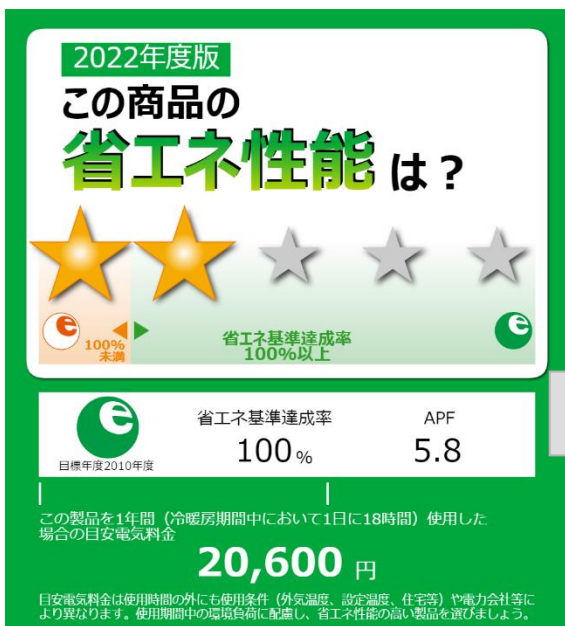 2022年度版
この商品の
省エネ性能は？
e
100%
未満
省エネ基準達成率
100%以上
e
e
目標年度2010年度
省エネ基準達成率
100%
APF
5.8
この製品を1年間（冷暖房期間中において1日に18時間）使用した
場合の目安電気料金
20,600 円
目安電気料金は使用時間の外にも使用条件（外気温度、設定温度、住宅等）や電力会社等に
より異なります。使用期間中の環境負荷に配慮し、省エネ性能の高い製品を選びましょう。